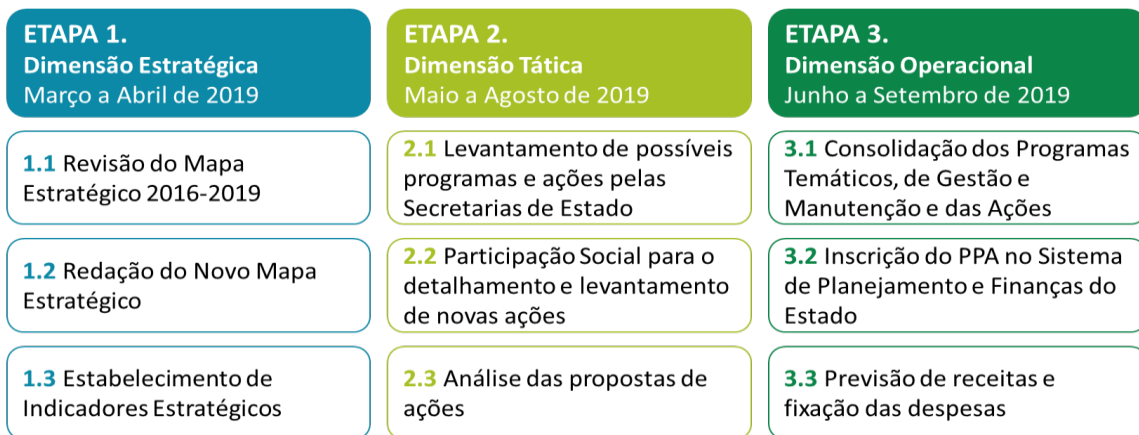 ETAPA 1.
Dimensão Estratégica
Março a Abril de 2019
1.1 Revisão do Mapa
Estratégico 2016-2019
1.2 Redação do Novo Mapa
Estratégico
1.3 Estabelecimento de
Indicadores Estratégicos
ETAPA 2.
Dimensão Tática
Maio a Agosto de 2019
2.1 Levantamento de possíveis
programas e ações pelas
Secretarias de Estado
2.2 Participação Social para o
detalhamento e levantamento
de novas ações
2.3 Análise das propostas de
ações
ETAPA 3.
Dimensão Operacional
Junho a Setembro de 2019
3.1 Consolidação dos Programas
Temáticos, de Gestão e
Manutenção e das Ações
3.2 Inscrição do PPA no Sistema
de Planejamento e Finanças do
Estado
3.3 Previsão de receitas e
fixação das despesas